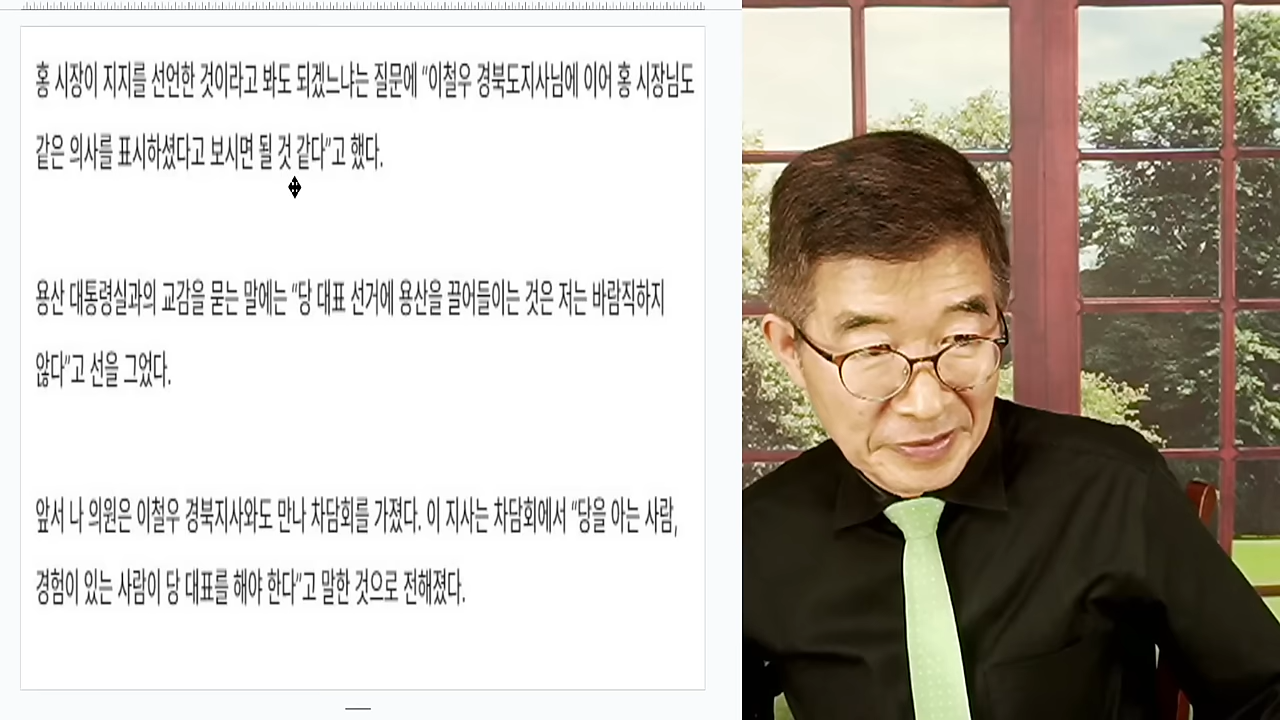 홍 시장이 지지를 선언한 것이라고 봐도 되겠느냐는 질문에 “이철우 경북도지사님에 이어 홍 시장님도
같은 의사를 표시하셨다고 보시면 될 것 같다”고 했다.
용산 대통령실과의 교감을 묻는 말에는 “당 대표 선거에 용산을 끌어들이는 것은 저는 바람직하지
않다”고 선을 그었다.
앞서 나 의원은 이철우 경북지사와도 만나 차담회를 가졌다. 이 지사는 차담회에서 “당을 아는 사람,
경험이 있는 사람이 당 대표를 해야 한다”고 말한 것으로 전해졌다.